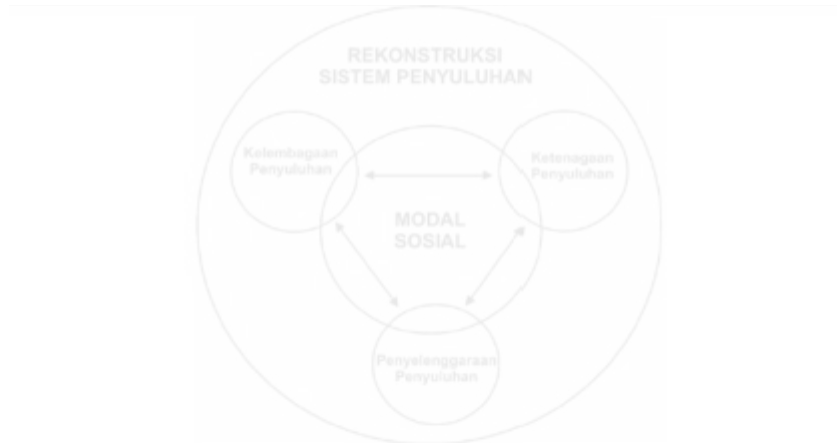 REKONSTRUKSI
SISTEM PENYULUHAN
Kelembagaan
Penyuluhan
Ketenagaan
Penyuluhan
MODAL
SOSIAL
Penyelenggaraan
Penyuluhan